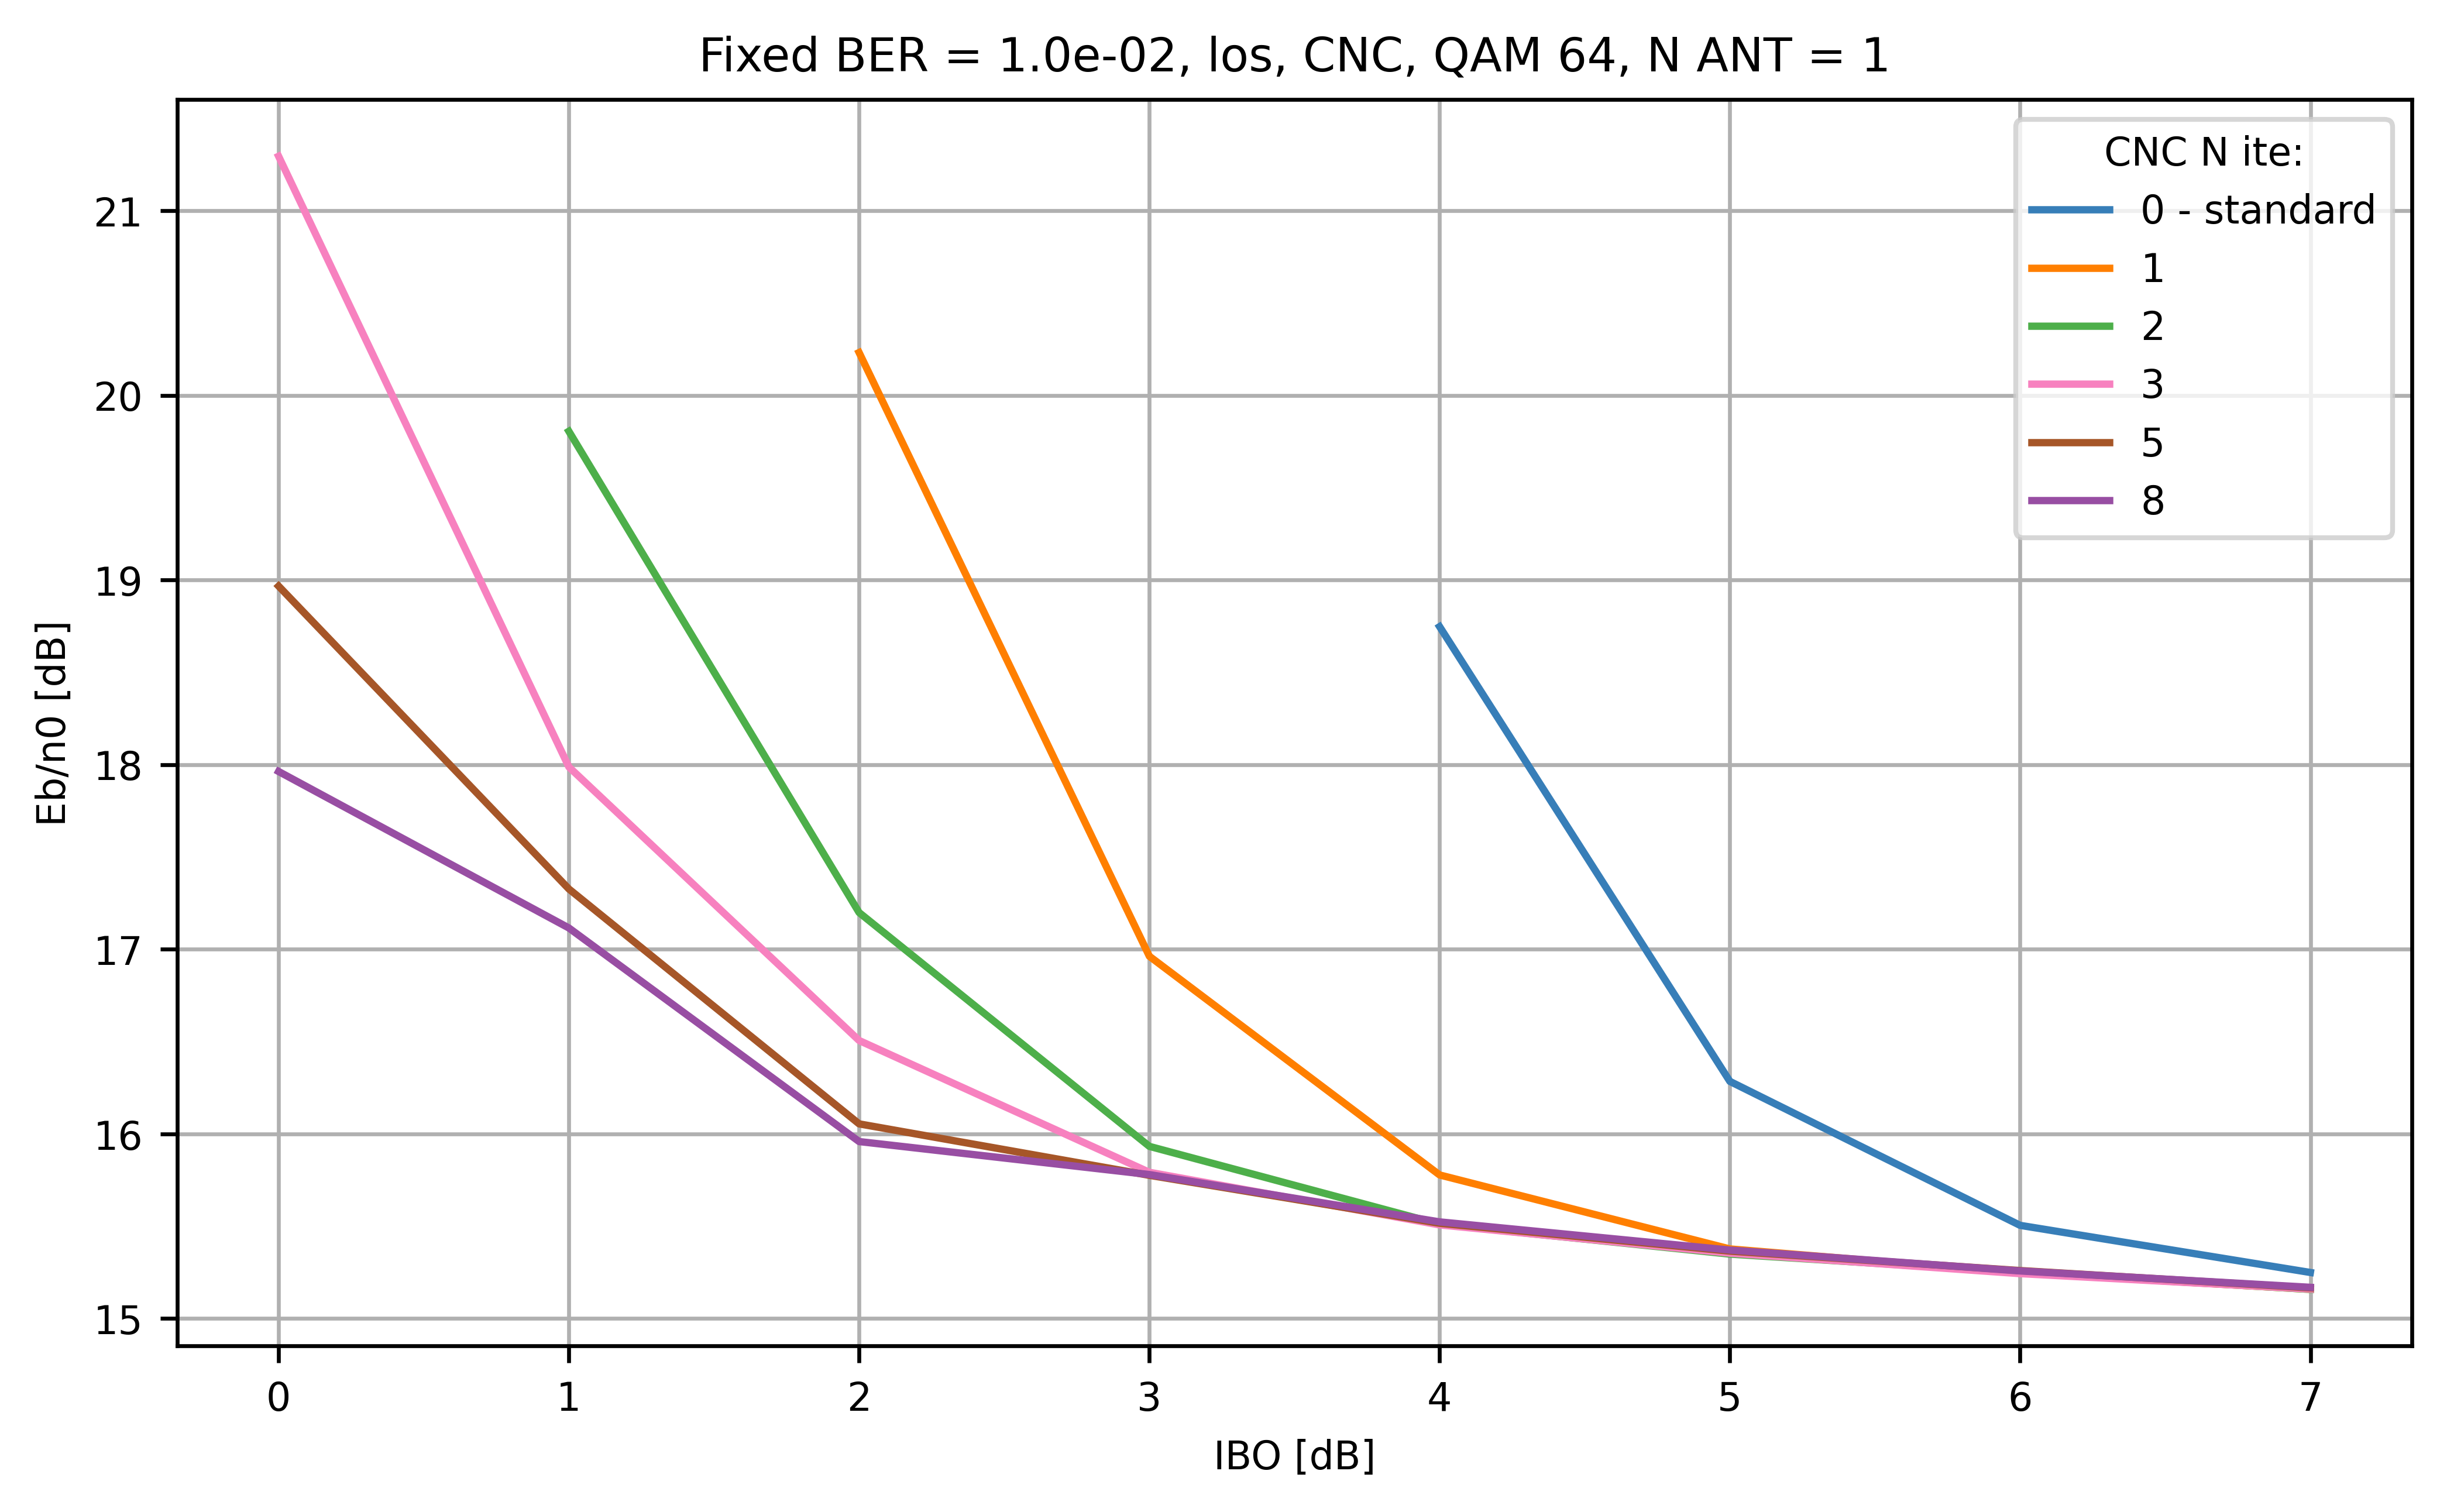 Fixed BER = 1.0e-02, los, CNC, QAM 64, N ANT = 1
CNC N ite:
0 - standard
1
2
3
5
8
21
20
19
18
17
16
15
Eb/n0 [dB]
0 1 2 3 4 5 6 7
IBO [dB]